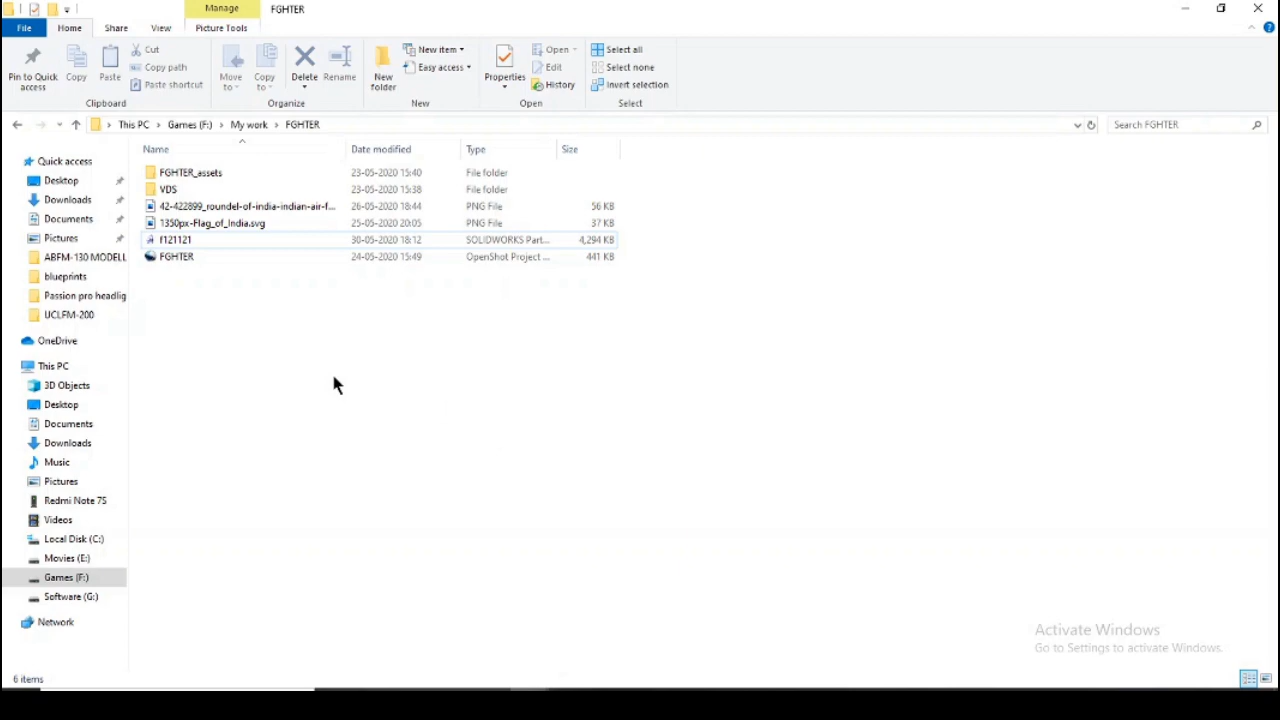 Manage
FGHTER
File
Home
Share
View
Picture Tools
Pin to Quick access
Copy
Paste
Cut
Copy path
Paste shortcut
Clipboard
Move to
Copy to
Delete
Rename
Organize
New folder
New item
Easy access
New
Properties
Open
Edit
History
Open
Select all
Select none
Invert selection
Select
This PC > Games (F:) > My work > FGHTER
Search FGHTER
Name Date modified Type Size
FGHTER_assets 23-05-2020 15:40 File folder
VDS 23-05-2020 15:38 File folder
42-422899_roundel-of-india-indian-air-f... 26-05-2020 18:44 PNG File 56 KB
1350px-Flag_of_India.svg 25-05-2020 20:05 PNG File 37 KB
f121121 30-05-2020 18:12 SOLIDWORKS Part... 4,294 KB
FGHTER 24-05-2020 15:49 OpenShot Project ... 441 KB
Quick access
Desktop
Downloads
Documents
Pictures
ABFM-130 MODELL
blueprints
Passion pro headlig
UCLFM-200
OneDrive
This PC
3D Objects
Desktop
Documents
Downloads
Music
Pictures
Redmi Note 7S
Videos
Local Disk (C:)
Movies (E:)
Games (F:)
Software (G:)
Network
Activate Windows
Go to Settings to activate Windows.
6 items